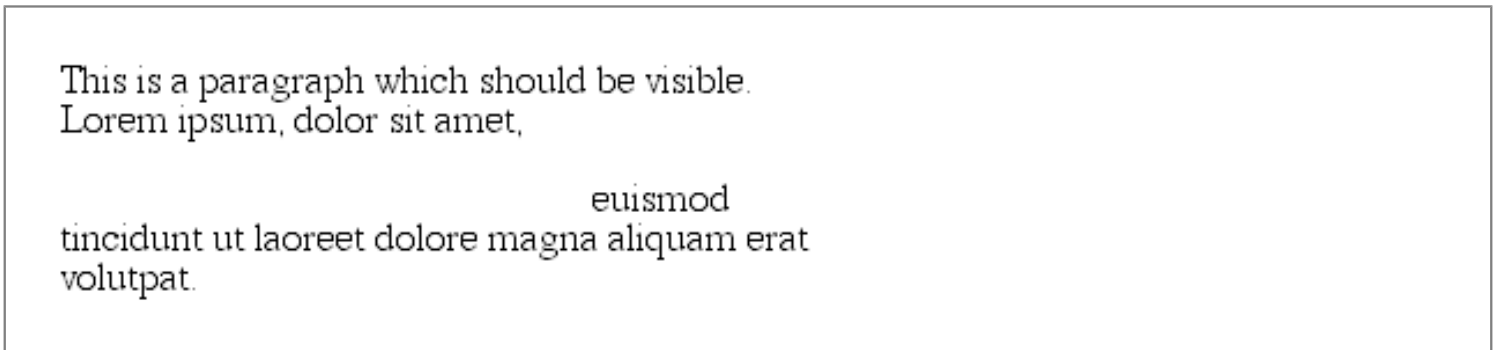 This is a paragraph which should be visible.
Lorem ipsum, dolor sit amet,
euismod
tincidunt ut laoreet dolore magna aliquam erat
volutpat.